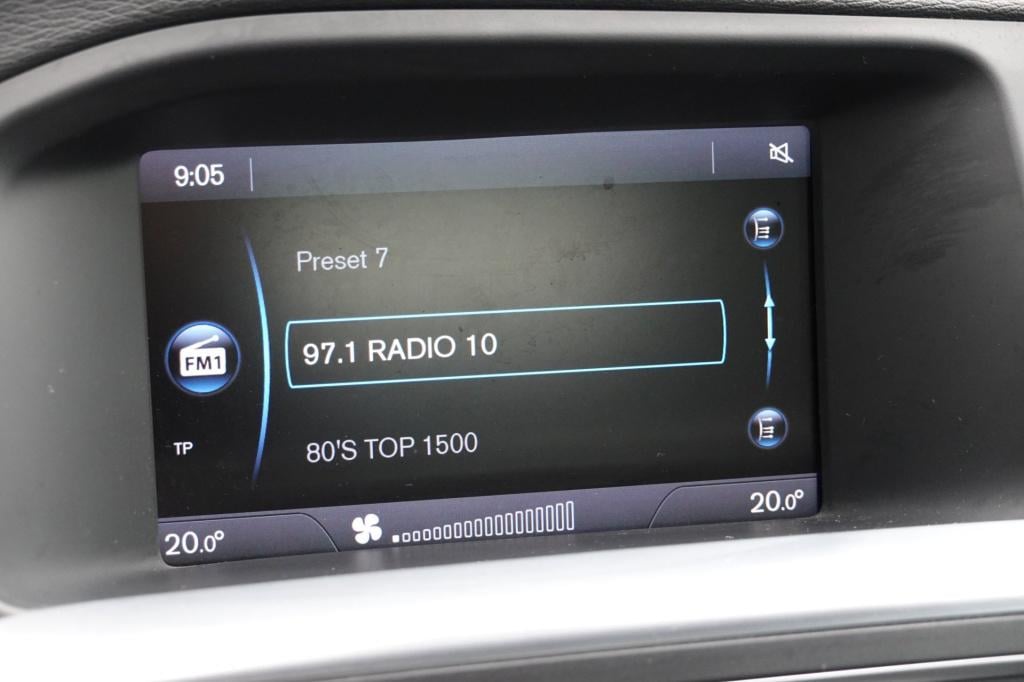 9:05
Preset 7
97.1 RADIO 10
FM1
TP
80'S TOP 1500
20.0°
20.0°